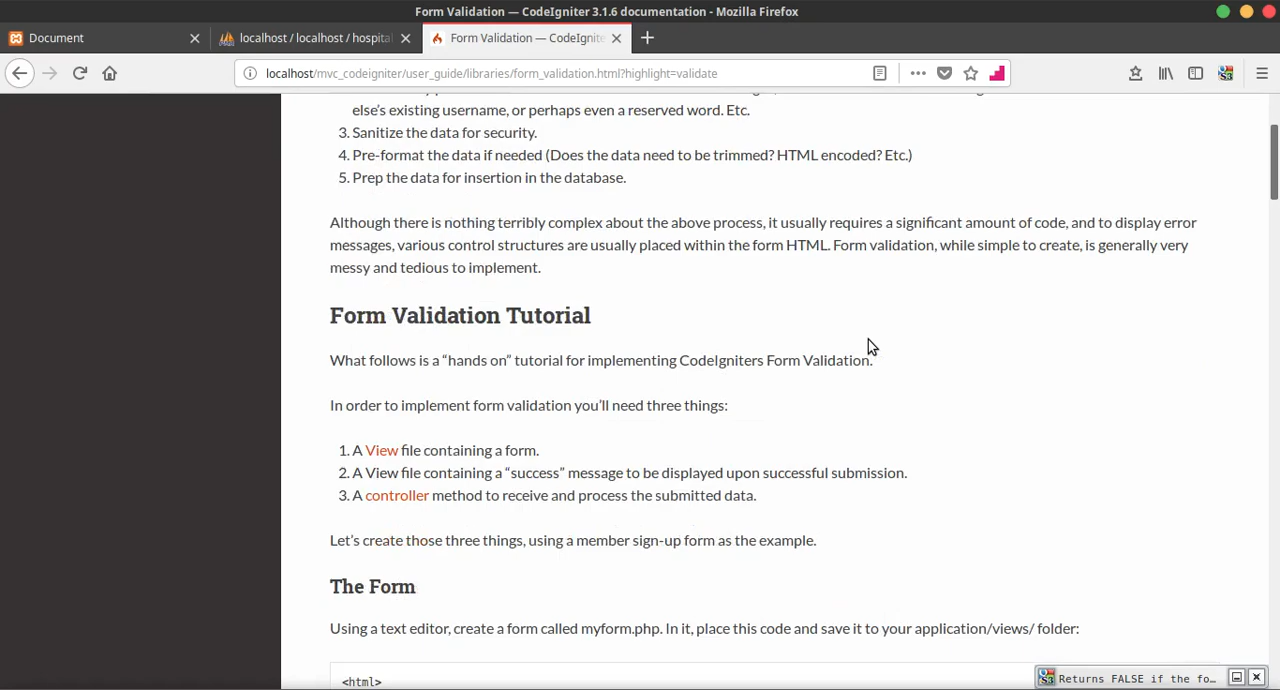 Form Validation — CodeIgniter 3.1.6 documentation - Mozilla Firefox
Document
localhost / localhost / hospital
Form Validation — CodeIgnite
localhost/mvc_codeigniter/user_guide/libraries/form_validation.html?highlight=validate
else’s existing username, or perhaps even a reserved word. Etc.
3. Sanitize the data for security.
4. Pre-format the data if needed (Does the data need to be trimmed? HTML encoded? Etc.)
5. Prep the data for insertion in the database.
Although there is nothing terribly complex about the above process, it usually requires a significant amount of code, and to display error
messages, various control structures are usually placed within the form HTML. Form validation, while simple to create, is generally very
messy and tedious to implement.
Form Validation Tutorial
What follows is a “hands on” tutorial for implementing CodeIgniters Form Validation.
In order to implement form validation you’ll need three things:
1. A View file containing a form.
2. A View file containing a “success” message to be displayed upon successful submission.
3. A controller method to receive and process the submitted data.
Let’s create those three things, using a member sign-up form as the example.
The Form
Using a text editor, create a form called myform.php. In it, place this code and save it to your application/views/ folder:
<html>
Returns FALSE if the fo…